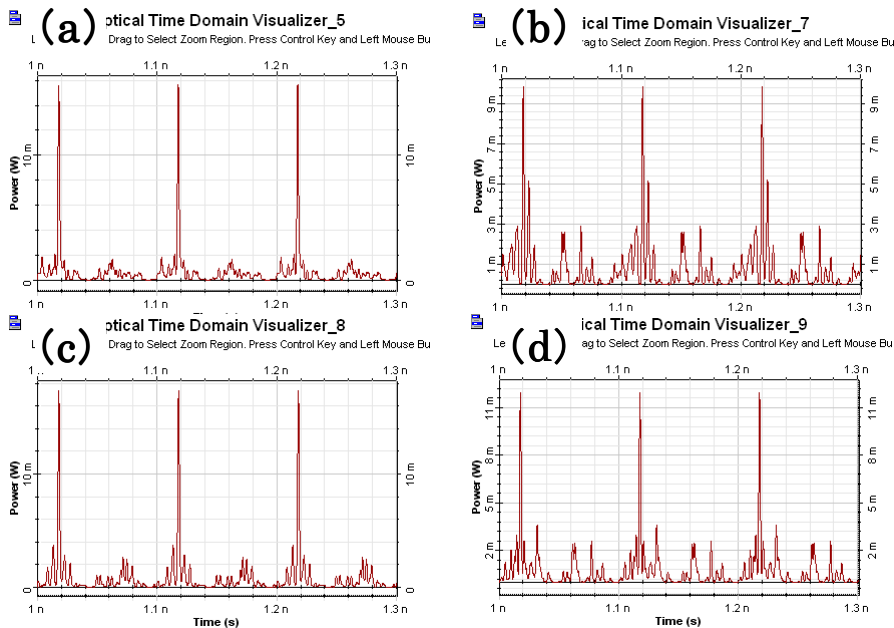 (a) ptical Time Domain Visualizer_5
Drag to Select Zoom Region. Press Control Key and Left Mouse Bu
1 n 1.1 n 1.2 n 1.3 n
Power (W)
10 m 10 m
0 0
1 n 1.1 n 1.2 n 1.3 n
(b) ical Time Domain Visualizer_7
Le ag to Select Zoom Region. Press Control Key and Left Mouse Bu
1 n 1.1 n 1.2 n 1.3 n
Power (W)
9 m 9 m
7 m 7 m
5 m 5 m
3 m 3 m
1 m 1 m
1 n 1.1 n 1.2 n 1.3 n
(c) ptical Time Domain Visualizer_8
Drag to Select Zoom Region. Press Control Key and Left Mouse Bu
1 n 1.1 n 1.2 n 1.3 n
Power (W)
10 m 10 m
0 0
1 n 1.1 n 1.2 n 1.3 n
Time (s)
(d) ical Time Domain Visualizer_9
Le ag to Select Zoom Region. Press Control Key and Left Mouse Bu
1 n 1.1 n 1.2 n 1.3 n
Power (W)
11 m 11 m
8 m 8 m
5 m 5 m
2 m 2 m
1 n 1.1 n 1.2 n 1.3 n
Time (s)